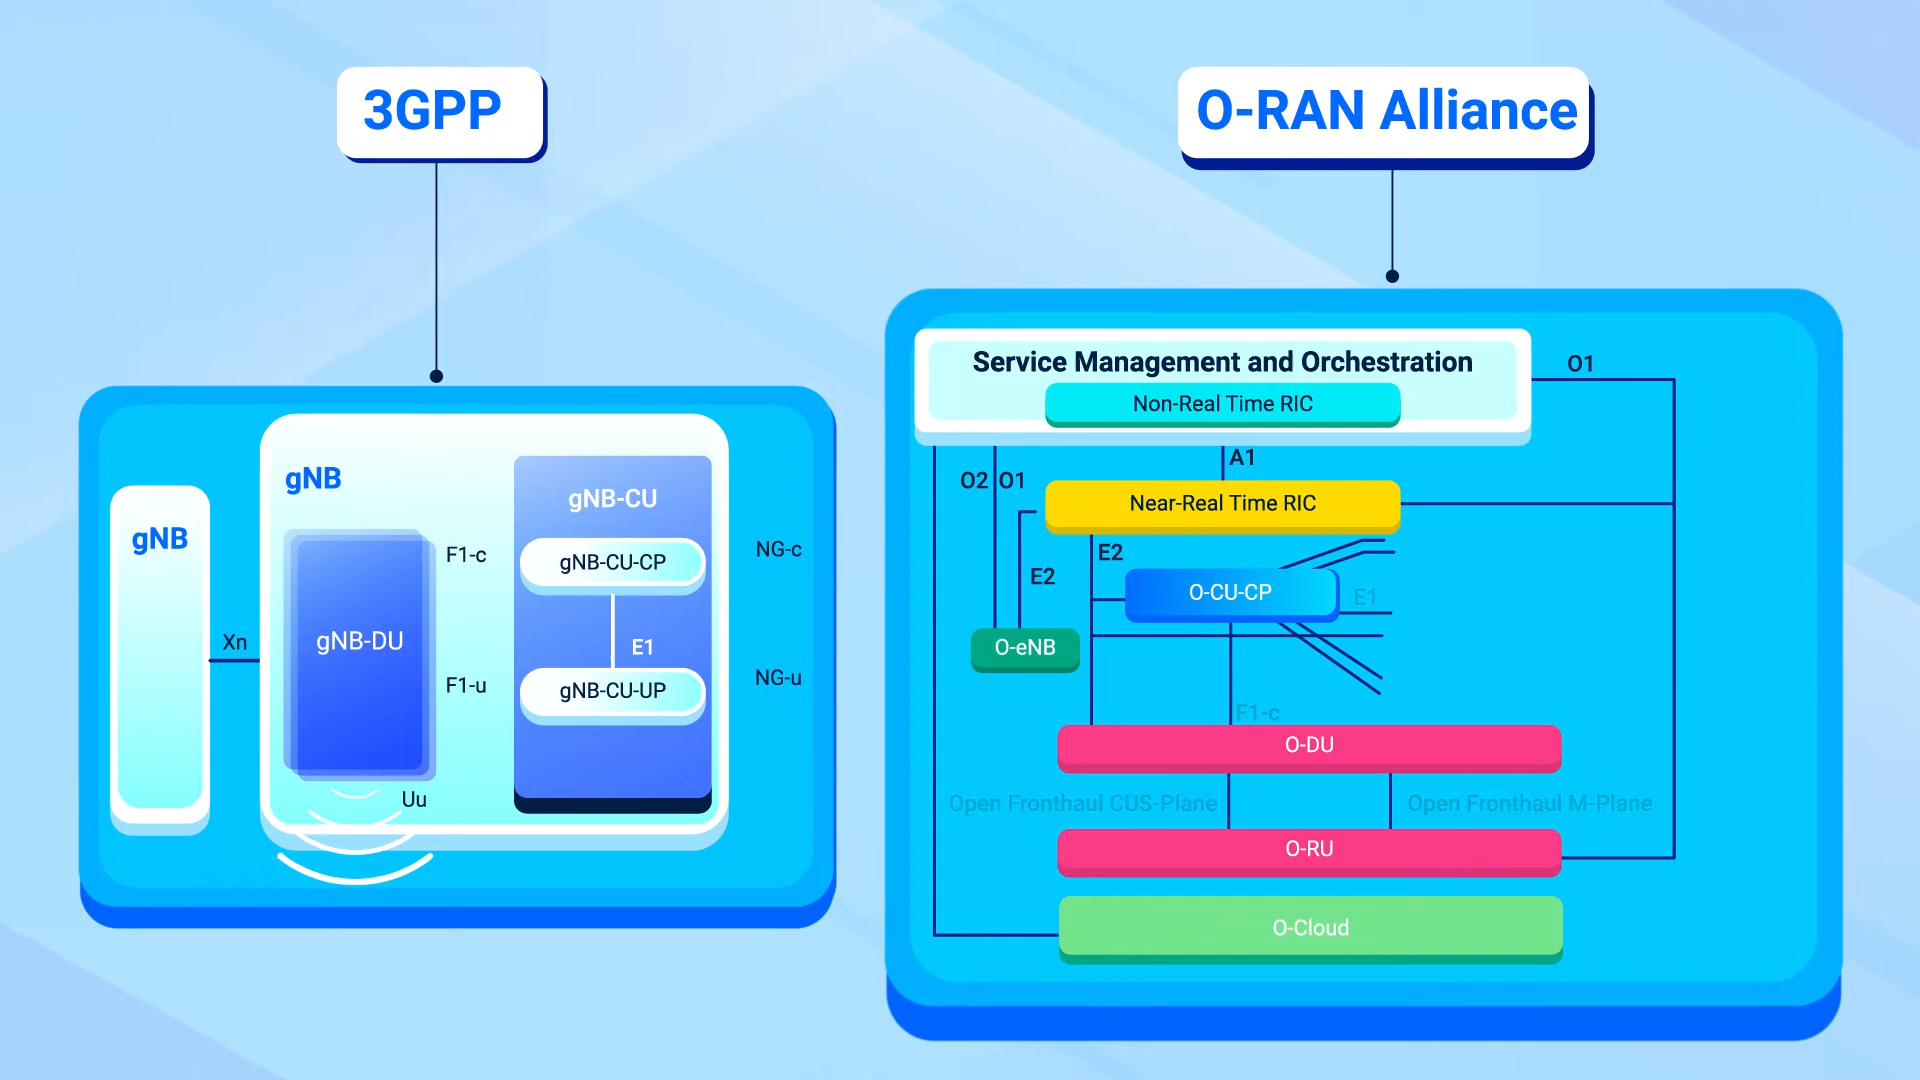 3GPP
O-RAN Alliance
gNB
Xn
gNB
gNB-DU
Uu
F1-c
F1-u
gNB-CU
gNB-CU-CP
E1
gNB-CU-UP
NG-c
NG-u
Service Management and Orchestration
Non-Real Time RIC
O1
A1
O2
O1
Near-Real Time RIC
E2
E2
O-CU-CP
E1
O-eNB
F1-c
O-DU
Open Fronthaul CUS-Plane
Open Fronthaul M-Plane
O-RU
O-Cloud